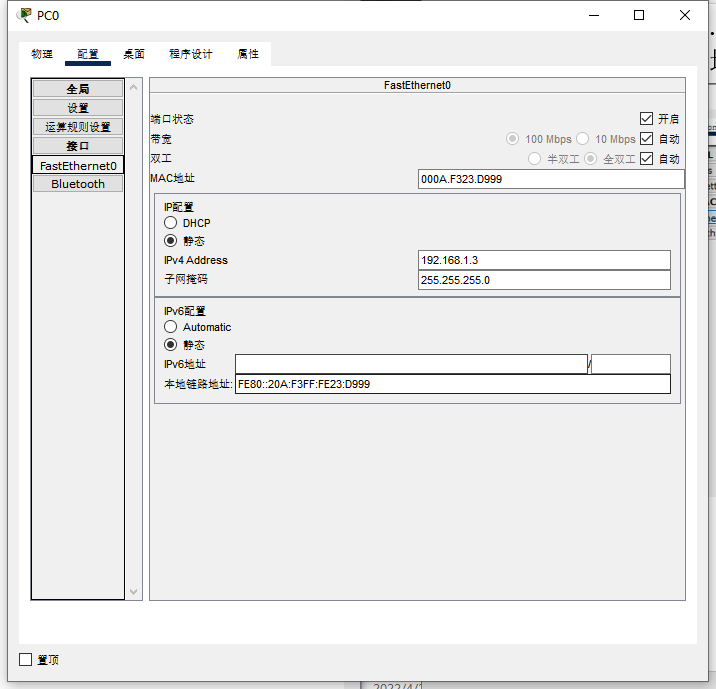 PC0
物理 配置 桌面 程序设计 属性
全局
设置
运算规则设置
接口
FastEthernet0
Bluetooth
FastEthernet0
端口状态 开启
带宽 100 Mbps 10 Mbps 自动
双工 半双工 全双工 自动
MAC地址 000A.F323.D999
IP配置
DHCP
静态
IPv4 Address 192.168.1.3
子网掩码 255.255.255.0
IPv6配置
Automatic
静态
IPv6地址 /
本地链路地址: FE80::20A:F3FF:FE23:D999
置顶